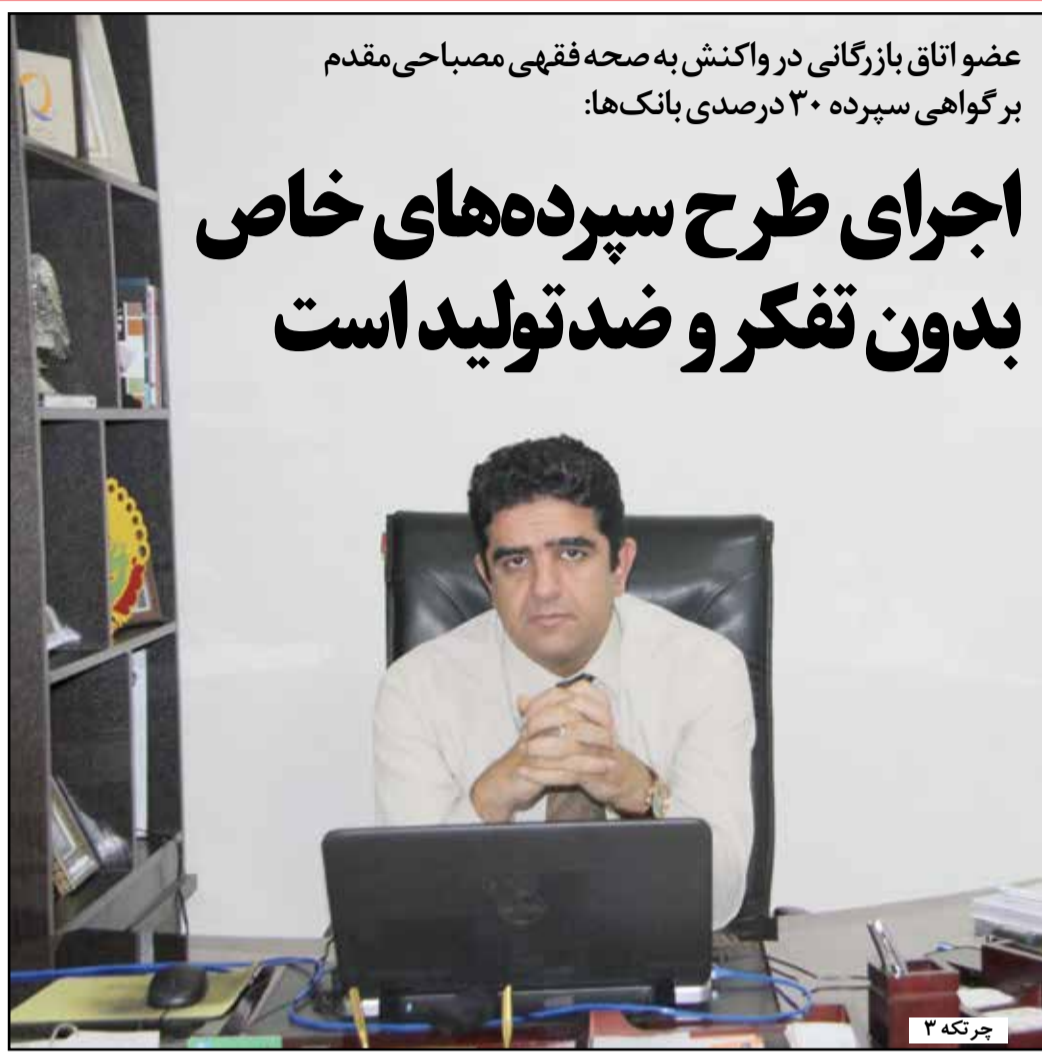 عضو اتاق بازرگانی در واکنش به صحه فقهی مصباحی‌مقدم
بر گواهی سپرده ۳۰ درصدی بانک‌ها:
اجرای طرح سپرده‌های خاص
بدون تفکر و ضدتولید است
چرتکه ۳